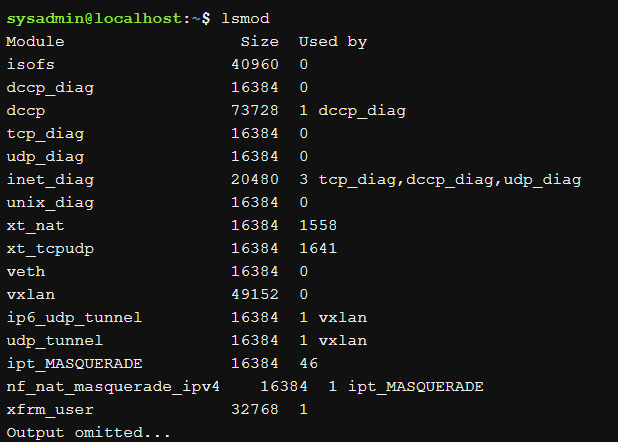 sysadmin@localhost:~$ lsmod
Module                  Size  Used by
isofs                  40960  0
dccp_diag              16384  0
dccp                   73728  1 dccp_diag
tcp_diag               16384  0
udp_diag               16384  0
inet_diag              20480  3 tcp_diag,dccp_diag,udp_diag
unix_diag              16384  0
xt_nat                 16384  1558
xt_tcpudp              16384  1641
veth                   16384  0
vxlan                  49152  0
ip6_udp_tunnel         16384  1 vxlan
udp_tunnel             16384  1 vxlan
ipt_MASQUERADE         16384  46
nf_nat_masquerade_ipv4    16384  1 ipt_MASQUERADE
xfrm_user              32768  1
Output omitted...